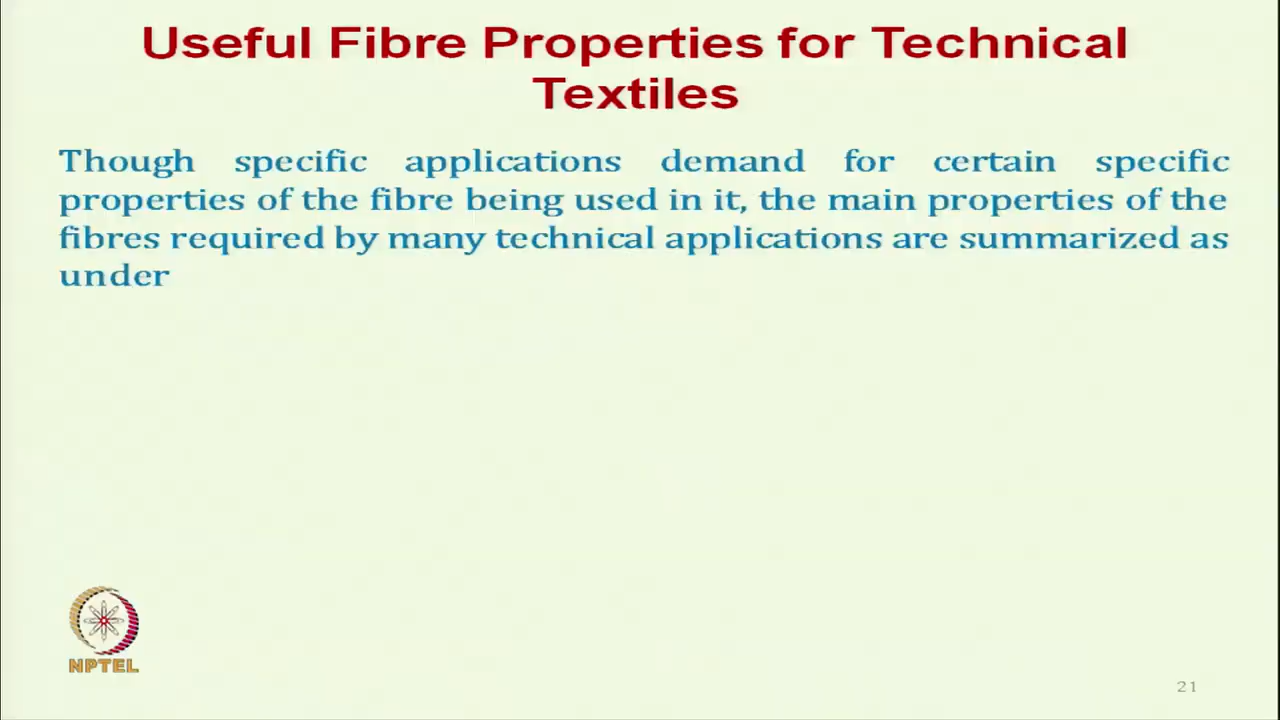 Useful Fibre Properties for Technical
Textiles
Though specific applications demand for certain specific
properties of the fibre being used in it, the main properties of the
fibres required by many technical applications are summarized as
under
NPTEL
21